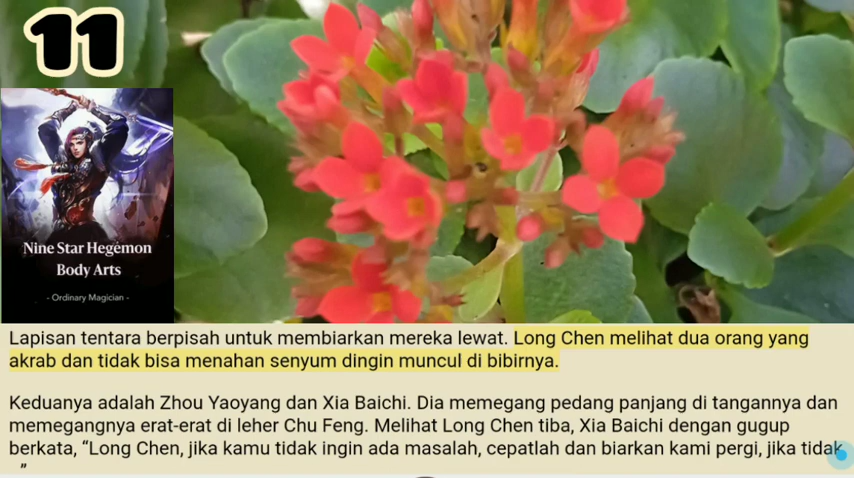 11
Nine Star Hegemon
Body Arts
- Ordinary Magician -
Lapisan tentara berpisah untuk membiarkan mereka lewat. Long Chen melihat dua orang yang
akrab dan tidak bisa menahan senyum dingin muncul di bibirnya.
Keduanya adalah Zhou Yaoyang dan Xia Baichi. Dia memegang pedang panjang di tangannya dan
memegangnya erat-erat di leher Chu Feng. Melihat Long Chen tiba, Xia Baichi dengan gugup
berkata, “Long Chen, jika kamu tidak ingin ada masalah, cepatlah dan biarkan kami pergi, jika tidak
”